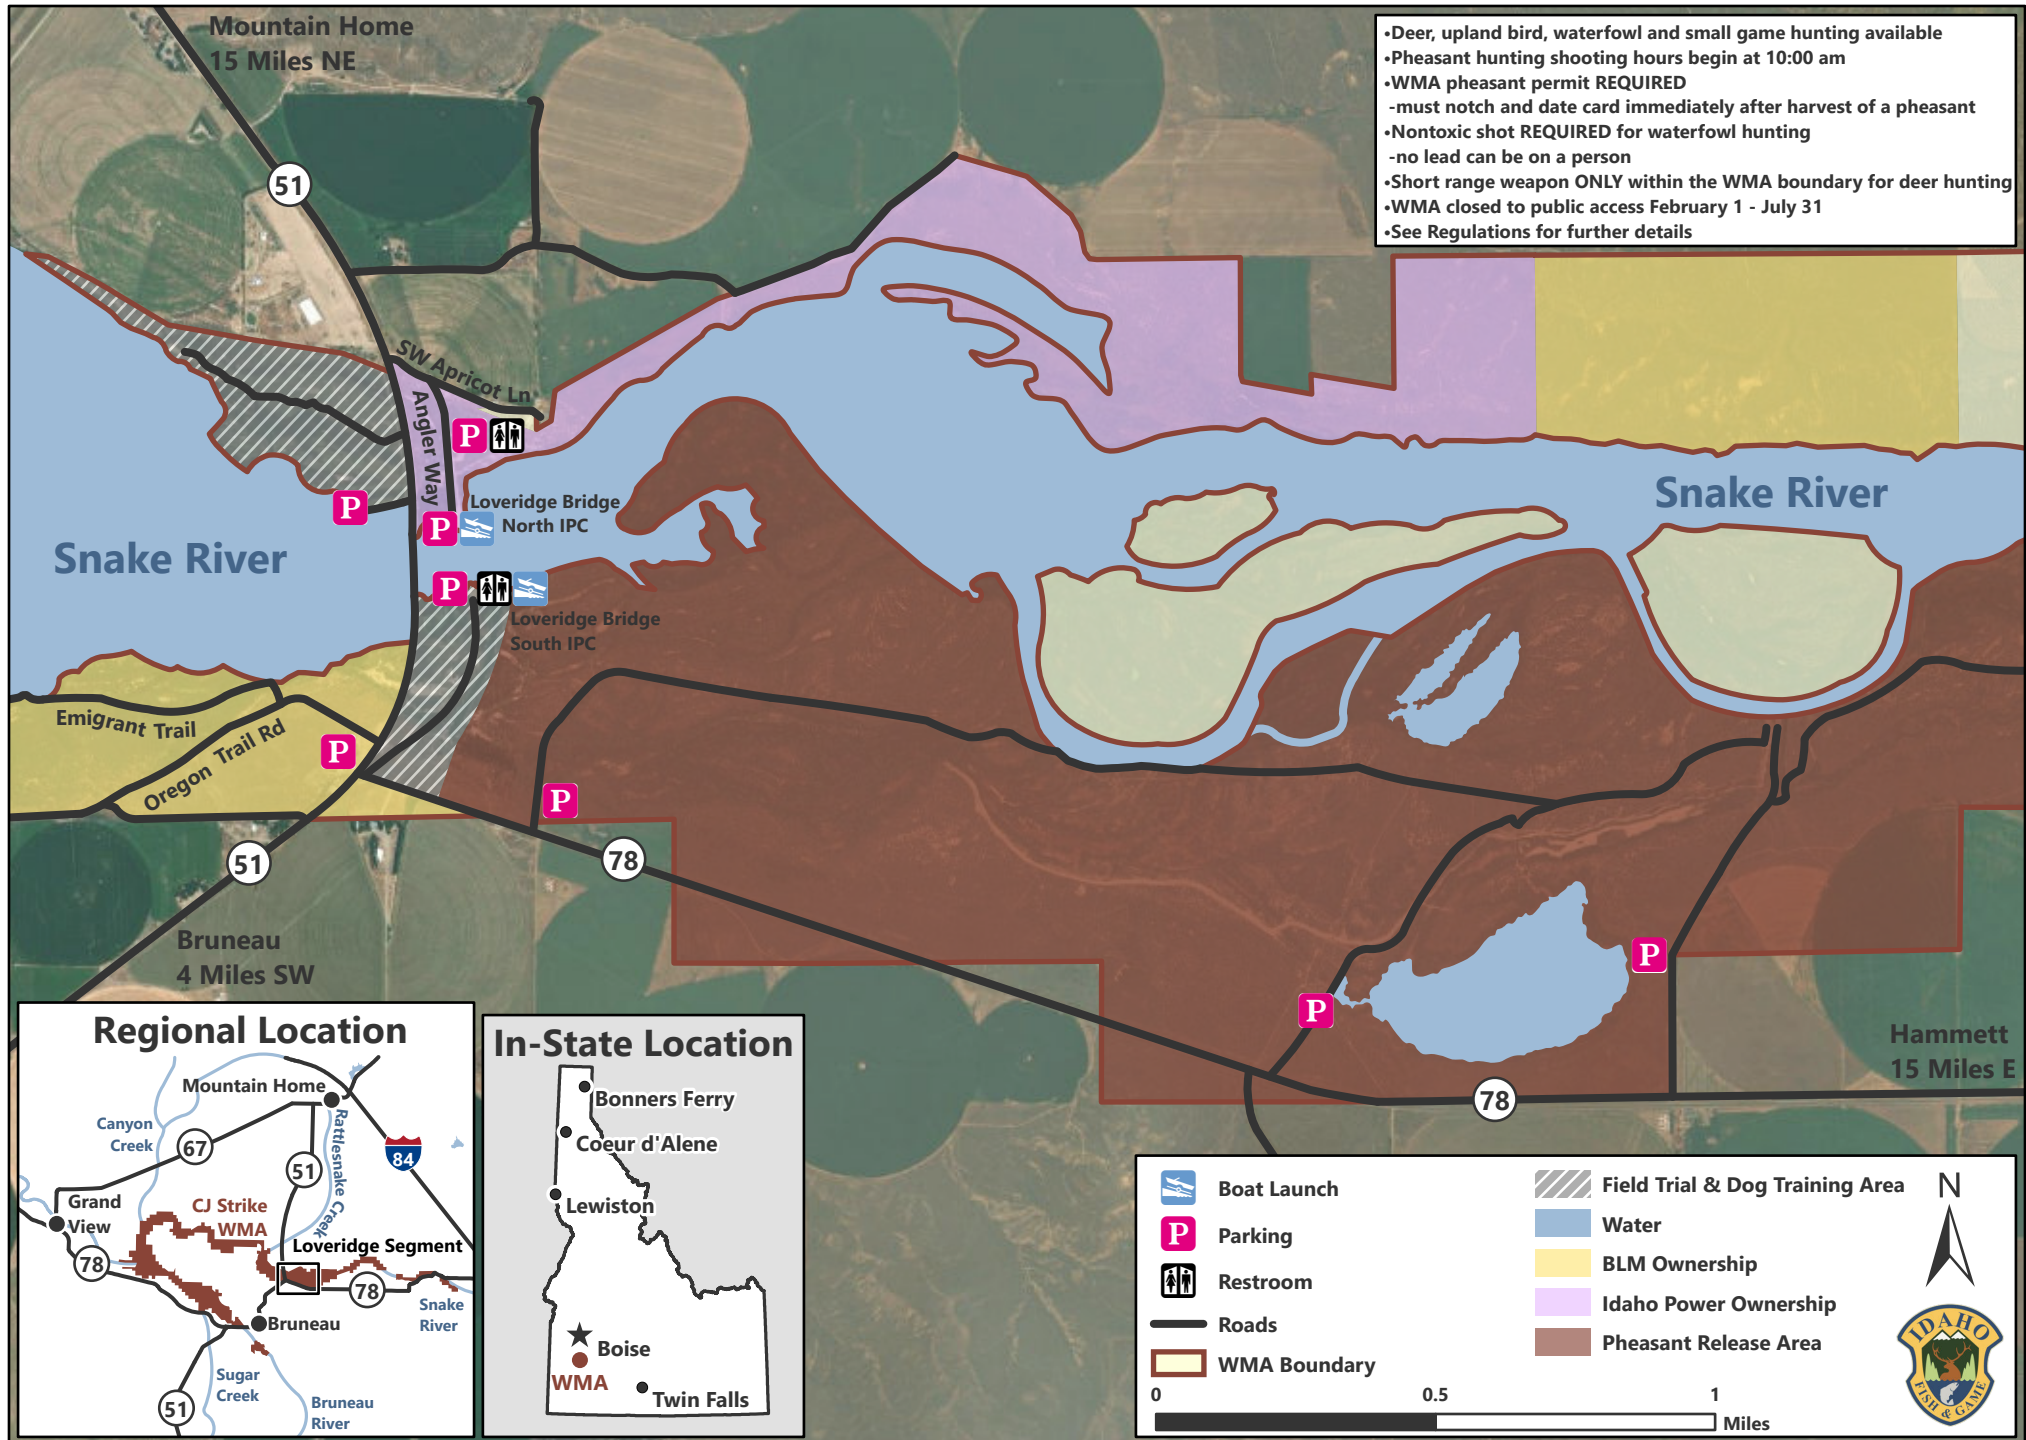 Mountain Home
15 Miles NE
•Deer, upland bird, waterfowl and small game hunting available
•Pheasant hunting shooting hours begin at 10:00 am
•WMA pheasant permit REQUIRED
-must notch and date card immediately after harvest of a pheasant
•Nontoxic shot REQUIRED for waterfowl hunting
-no lead can be on a person
•Short range weapon ONLY within the WMA boundary for deer hunting
•WMA closed to public access February 1 - July 31
•See Regulations for further details
51
SW Apricot Ln
Angler Way
P
P
Loveridge Bridge
North IPC
P
Snake River
Snake River
P
Loveridge Bridge
South IPC
Emigrant Trail
Oregon Trail Rd
P
P
51
78
Bruneau
4 Miles SW
P
P
Hammett
15 Miles E
78
Regional Location
Mountain Home
Canyon
Creek
67
Rattlesnake Creek
51
84
Grand
View
CJ Strike
WMA
Loveridge Segment
78
78
Snake
River
Bruneau
Sugar
Creek
51
Bruneau
River
In-State Location
Bonners Ferry
Coeur d'Alene
Lewiston
Boise
WMA
Twin Falls
Boat Launch
P
Parking
Restroom
Roads
WMA Boundary
Field Trial & Dog Training Area
Water
BLM Ownership
Idaho Power Ownership
Pheasant Release Area
N
IDAHO
FISH & GAME
0
0.5
1
Miles